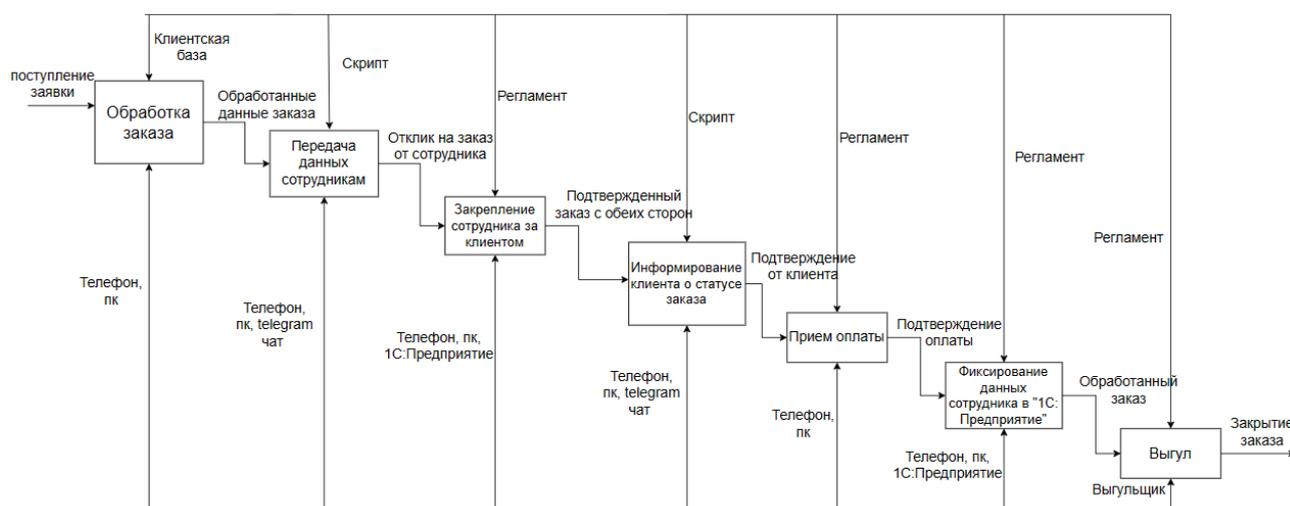 Клиентская
база
поступление
заявки
Обработка
заказа
Телефон,
пк
Обработанные
данные заказа
Скрипт
Передача
данных
сотрудникам
Телефон,
пк, telegram
чат
Отклик на заказ
от сотрудника
Регламент
Закрепление
сотрудника за
клиентом
Телефон, пк,
1С:Предприятие
Подтвержденный
заказ с обеих сторон
Скрипт
Информирование
клиента о статусе
заказа
Телефон,
пк, telegram
чат
Подтверждение
от клиента
Регламент
Прием оплаты
Телефон,
пк
Подтверждение
оплаты
Регламент
Фиксирование
данных
сотрудника в "1С:
Предприятие"
Телефон, пк,
1С:Предприятие
Обработанный
заказ
Регламент
Выгул
Выгульщик
Закрытие
заказа